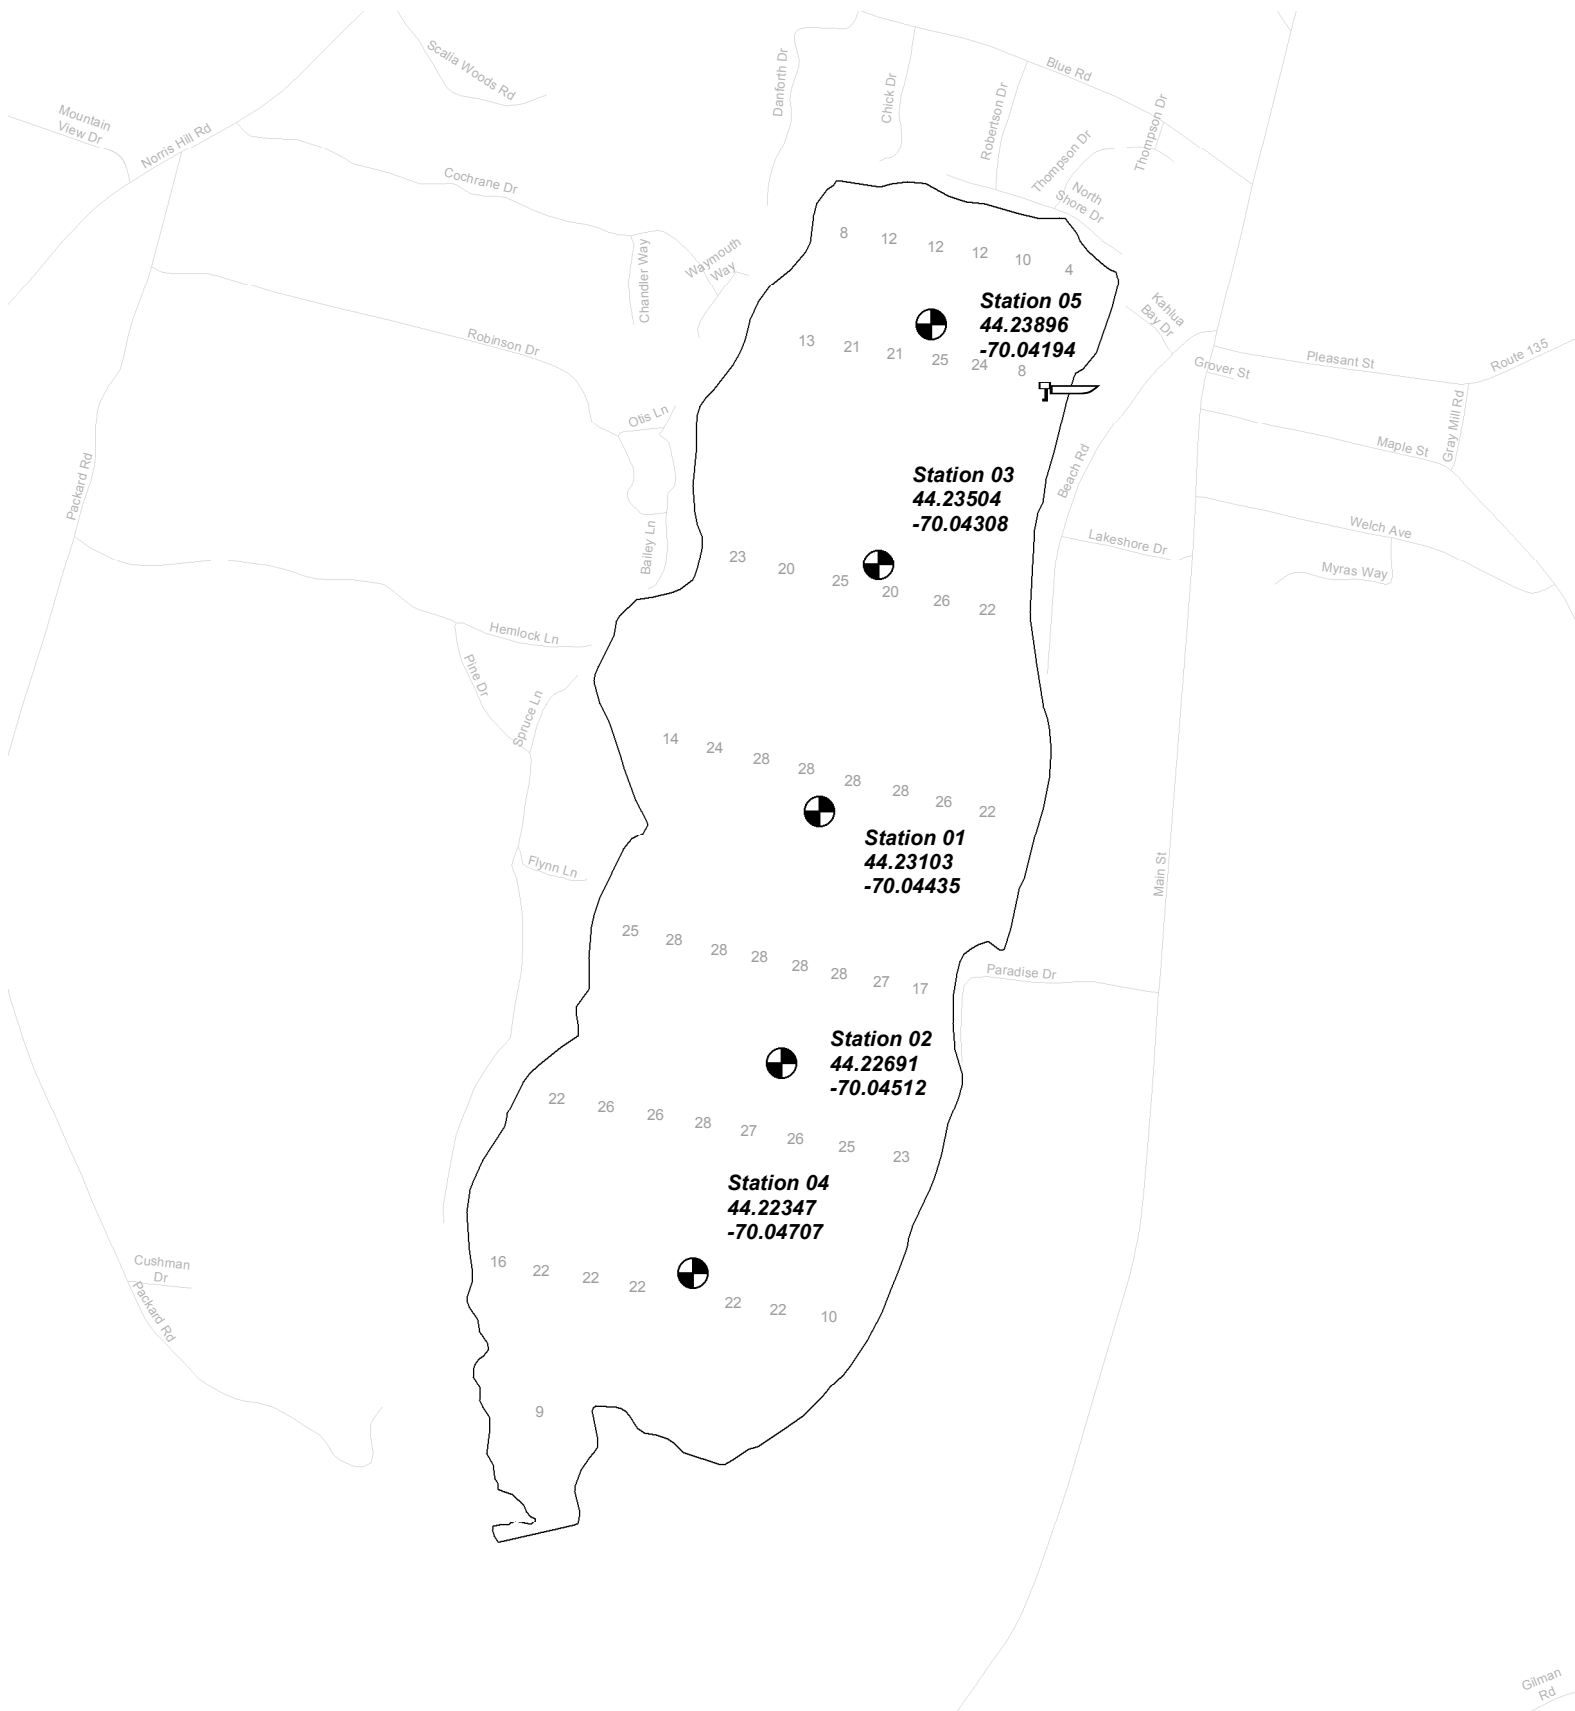 Scalia Woods Rd
Mountain
View Dr
Norris Hill Rd
Cochrane Dr
Danforth Dr
Chick Dr
Robertson Dr
Blue Rd
Thompson Dr
Thompson Dr
North
Shore Dr
Chandler Way
Waymouth
Way
8
12
12
12
10
4
Station 05
44.23896
-70.04194
Kahlua
Bay Dr
Robinson Dr
13
21
21
25
24
8
Grover St
Pleasant St
Route 135
Otis Ln
Gray Mill Rd
Maple St
Packard Rd
Beach Rd
Station 03
44.23504
-70.04308
Bailey Ln
Lakeshore Dr
Welch Ave
Myras Way
23
20
25
20
26
22
Hemlock Ln
Pine Dr
Spruce Ln
14
24
28
28
28
28
26
22
Station 01
44.23103
-70.04435
Flynn Ln
Main St
25
28
28
28
28
28
27
17
Paradise Dr
Station 02
44.22691
-70.04512
22
26
26
28
27
26
25
23
Station 04
44.22347
-70.04707
16
22
22
22
22
22
10
Cushman
Dr
Packard Rd
9
Gilman
Rd